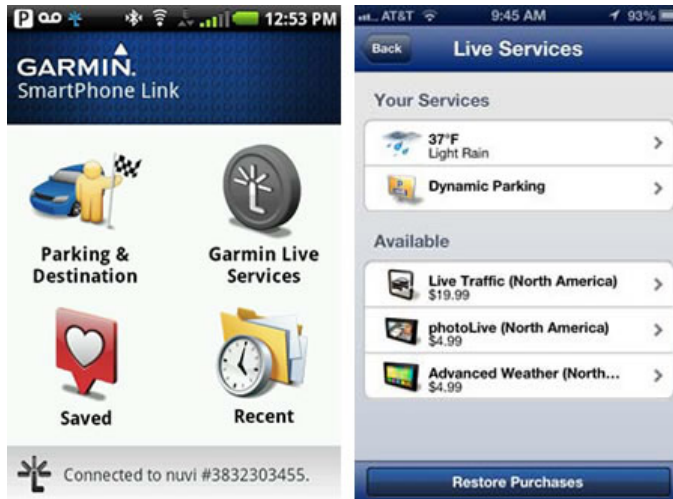 P 12:53 PM
GARMIN.
SmartPhone Link
Parking &
Destination
Garmin Live
Services
Saved
Recent
Connected to nuvi #3832303455.
AT&T 9:45 AM 93%
Back
Live Services
Your Services
37°F
Light Rain
Dynamic Parking
Available
Live Traffic (North America)
$19.99
photoLive (North America)
$4.99
Advanced Weather (North...
$4.99
Restore Purchases